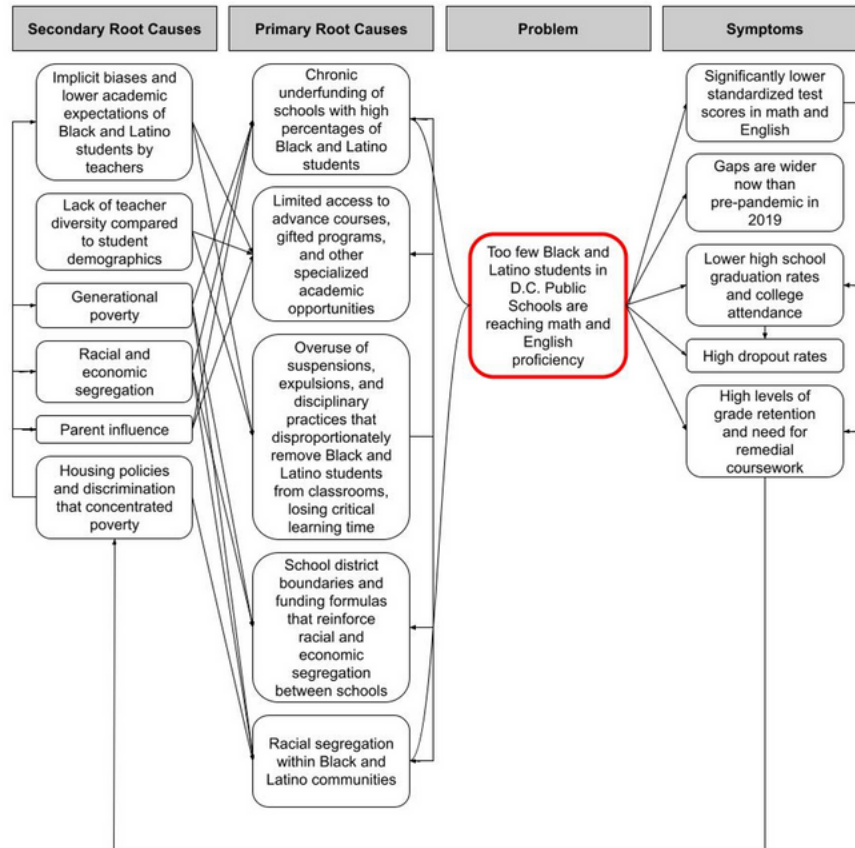 Secondary Root Causes
Primary Root Causes
Problem
Symptoms
Implicit biases and
lower academic
expectations of
Black and Latino
students by
teachers
Lack of teacher
diversity compared
to student
demographics
Generational
poverty
Racial and
economic
segregation
Parent influence
Housing policies
and discrimination
that concentrated
poverty
Chronic
underfunding of
schools with high
percentages of
Black and Latino
students
Limited access to
advance courses,
gifted programs,
and other
specialized
academic
opportunities
Overuse of
suspensions,
expulsions, and
disciplinary
practices that
disproportionately
remove Black and
Latino students
from classrooms,
losing critical
learning time
School district
boundaries and
funding formulas
that reinforce
racial and
economic
segregation
between schools
Racial segregation
within Black and
Latino communities
Too few Black and
Latino students in
D.C. Public
Schools are
reaching math and
English
proficiency
Significantly lower
standardized test
scores in math and
English
Gaps are wider
now than
pre-pandemic in
2019
Lower high school
graduation rates
and college
attendance
High dropout rates
High levels of
grade retention
and need for
remedial
coursework